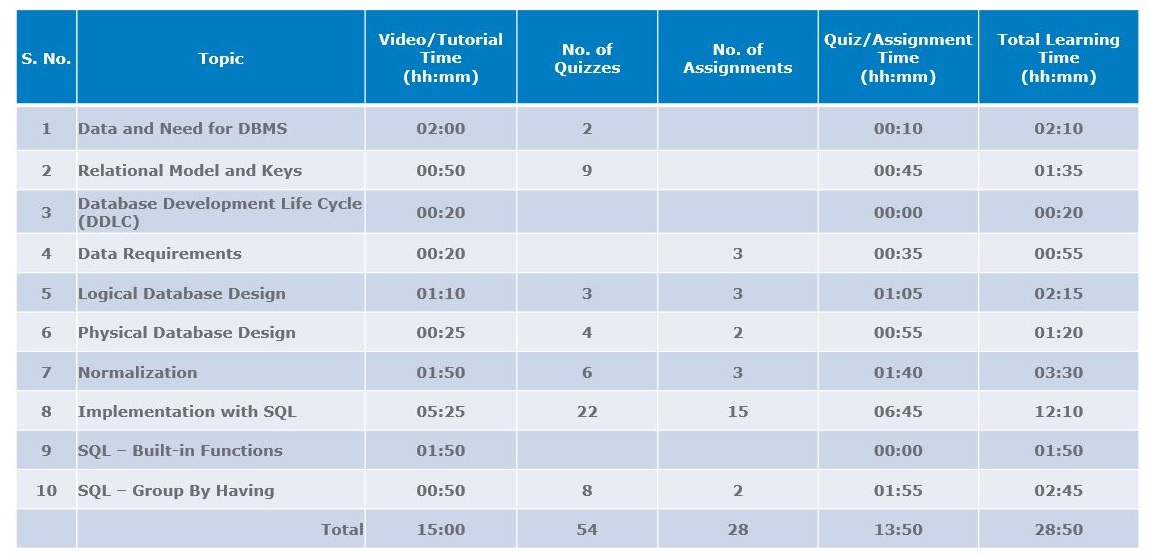 S. No. Topic Video/Tutorial Time (hh:mm) No. of Quizzes No. of Assignments Quiz/Assignment Time (hh:mm) Total Learning Time (hh:mm)
1 Data and Need for DBMS 02:00 2 00:10 02:10
2 Relational Model and Keys 00:50 9 00:45 01:35
3 Database Development Life Cycle (DDLC) 00:20 00:00 00:20
4 Data Requirements 00:20 3 00:35 00:55
5 Logical Database Design 01:10 3 3 01:05 02:15
6 Physical Database Design 00:25 4 2 00:55 01:20
7 Normalization 01:50 6 3 01:40 03:30
8 Implementation with SQL 05:25 22 15 06:45 12:10
9 SQL – Built-in Functions 01:50 00:00 01:50
10 SQL – Group By Having 00:50 8 2 01:55 02:45
Total 15:00 54 28 13:50 28:50